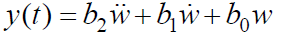 y(t) = b₂ẅ + b₁ẇ + b₀w